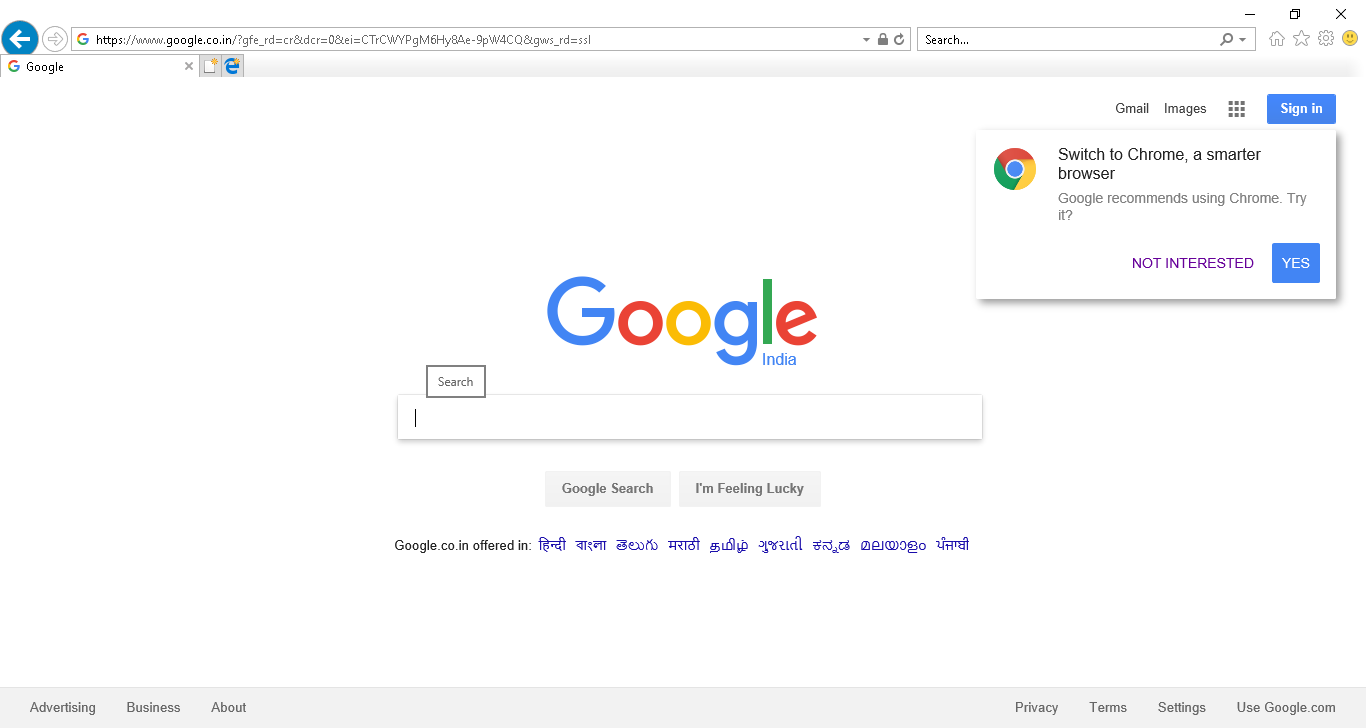 https://www.google.co.in/?gfe_rd=cr&dcr=0&ei=CTrCWYPgM6Hy8Ae-9pW4CQ&gws_rd=ssl
Search...
Google
Gmail Images Sign in
Switch to Chrome, a smarter
browser
Google recommends using Chrome. Try
it?
NOT INTERESTED YES
Google
India
Search
Google Search I'm Feeling Lucky
Google.co.in offered in: हिन्दी বাংলা తెలుగు मराठी தமிழ் ગુજરાતી ಕನ್ನಡ മലയാളം ਪੰਜਾਬੀ
Advertising Business About Privacy Terms Settings Use Google.com